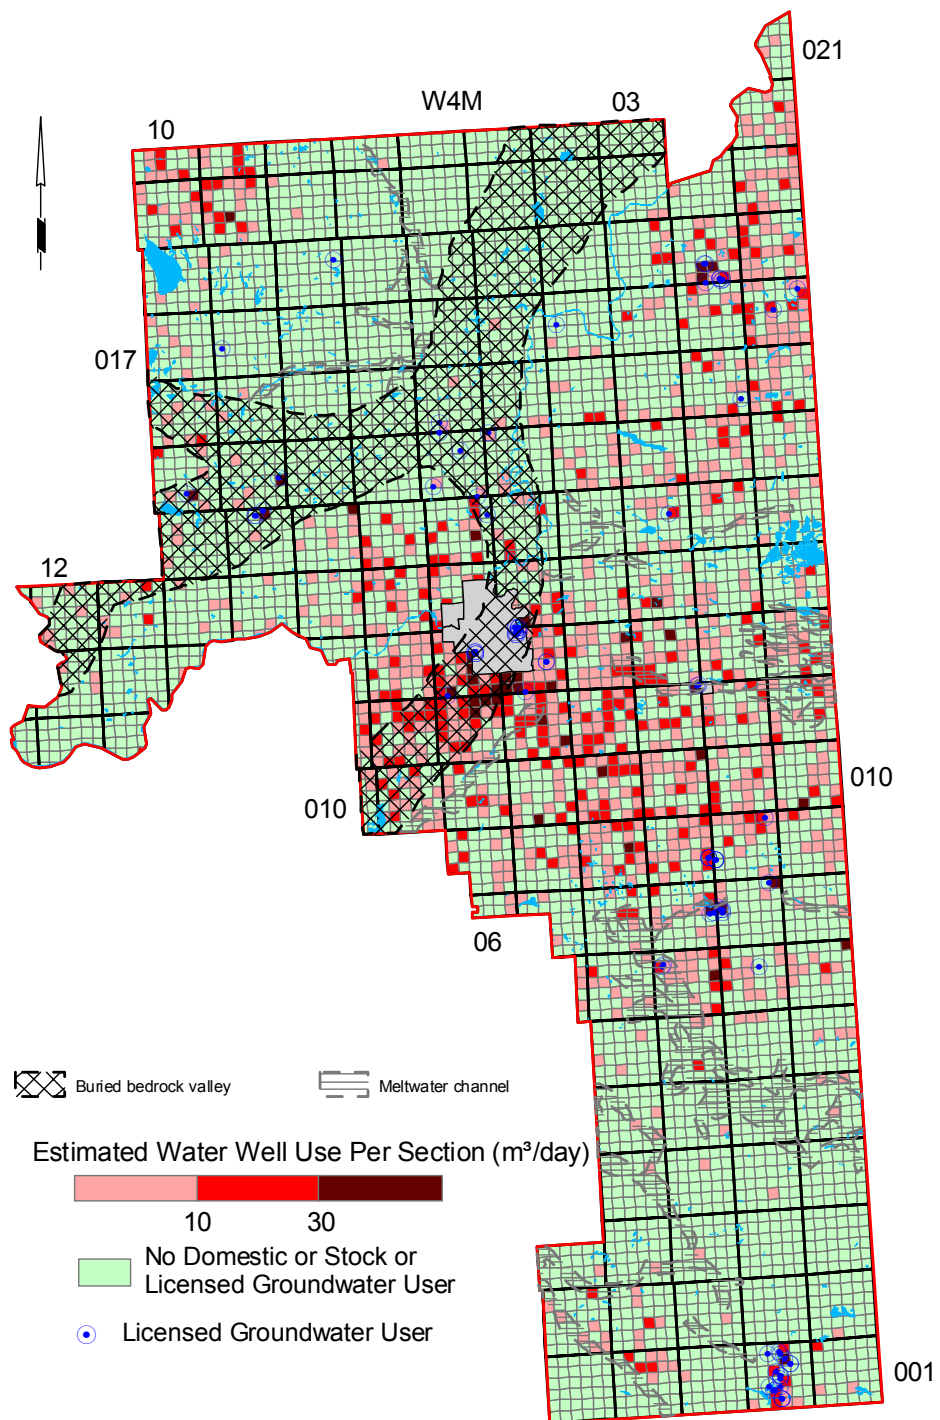 021
W4M
03
10
017
12
010
010
06
Buried bedrock valley
Meltwater channel
Estimated Water Well Use Per Section (m³/day)
10
30
No Domestic or Stock or
Licensed Groundwater User
Licensed Groundwater User
001